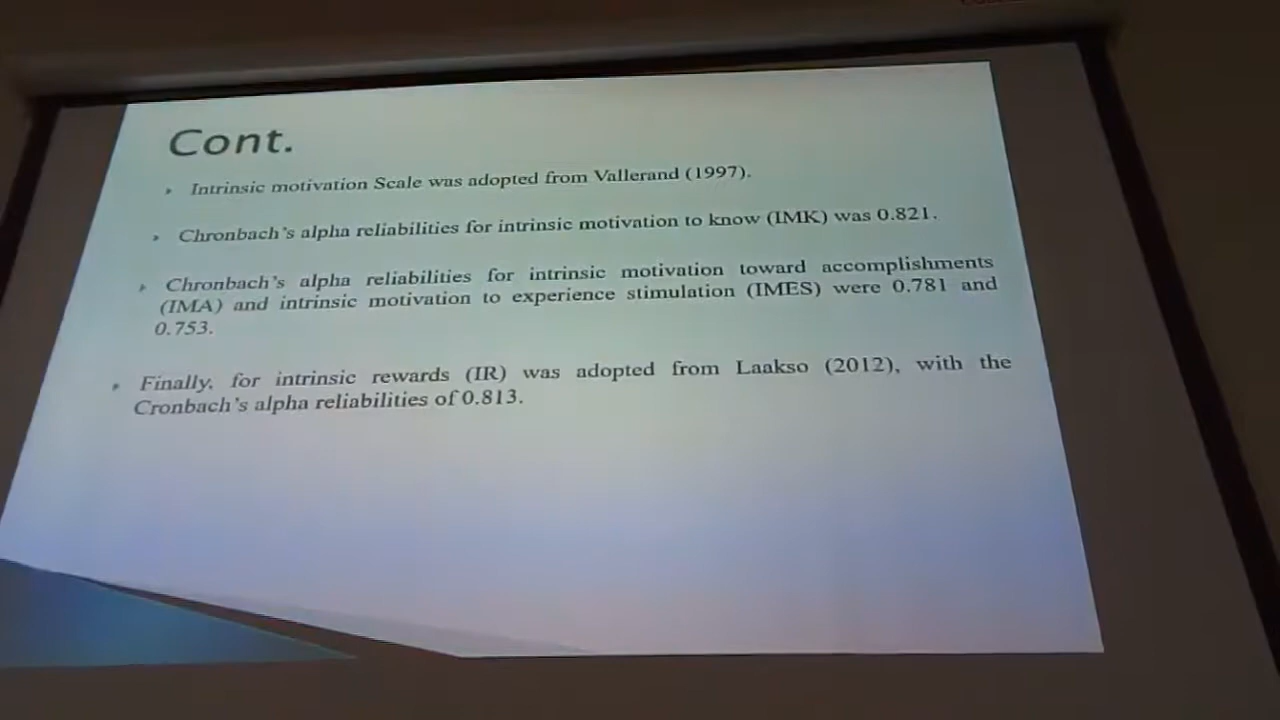 Cont.
Intrinsic motivation Scale was adopted from Vallerand (1997).
Chronbach's alpha reliabilities for intrinsic motivation to know (IMK) was 0.821.
Chronbach's alpha reliabilities for intrinsic motivation toward accomplishments
(IMA) and intrinsic motivation to experience stimulation (IMES) were 0.781 and
0.753.
Finally, for intrinsic rewards (IR) was adopted from Laakso (2012), with the
Cronbach's alpha reliabilities of 0.813.